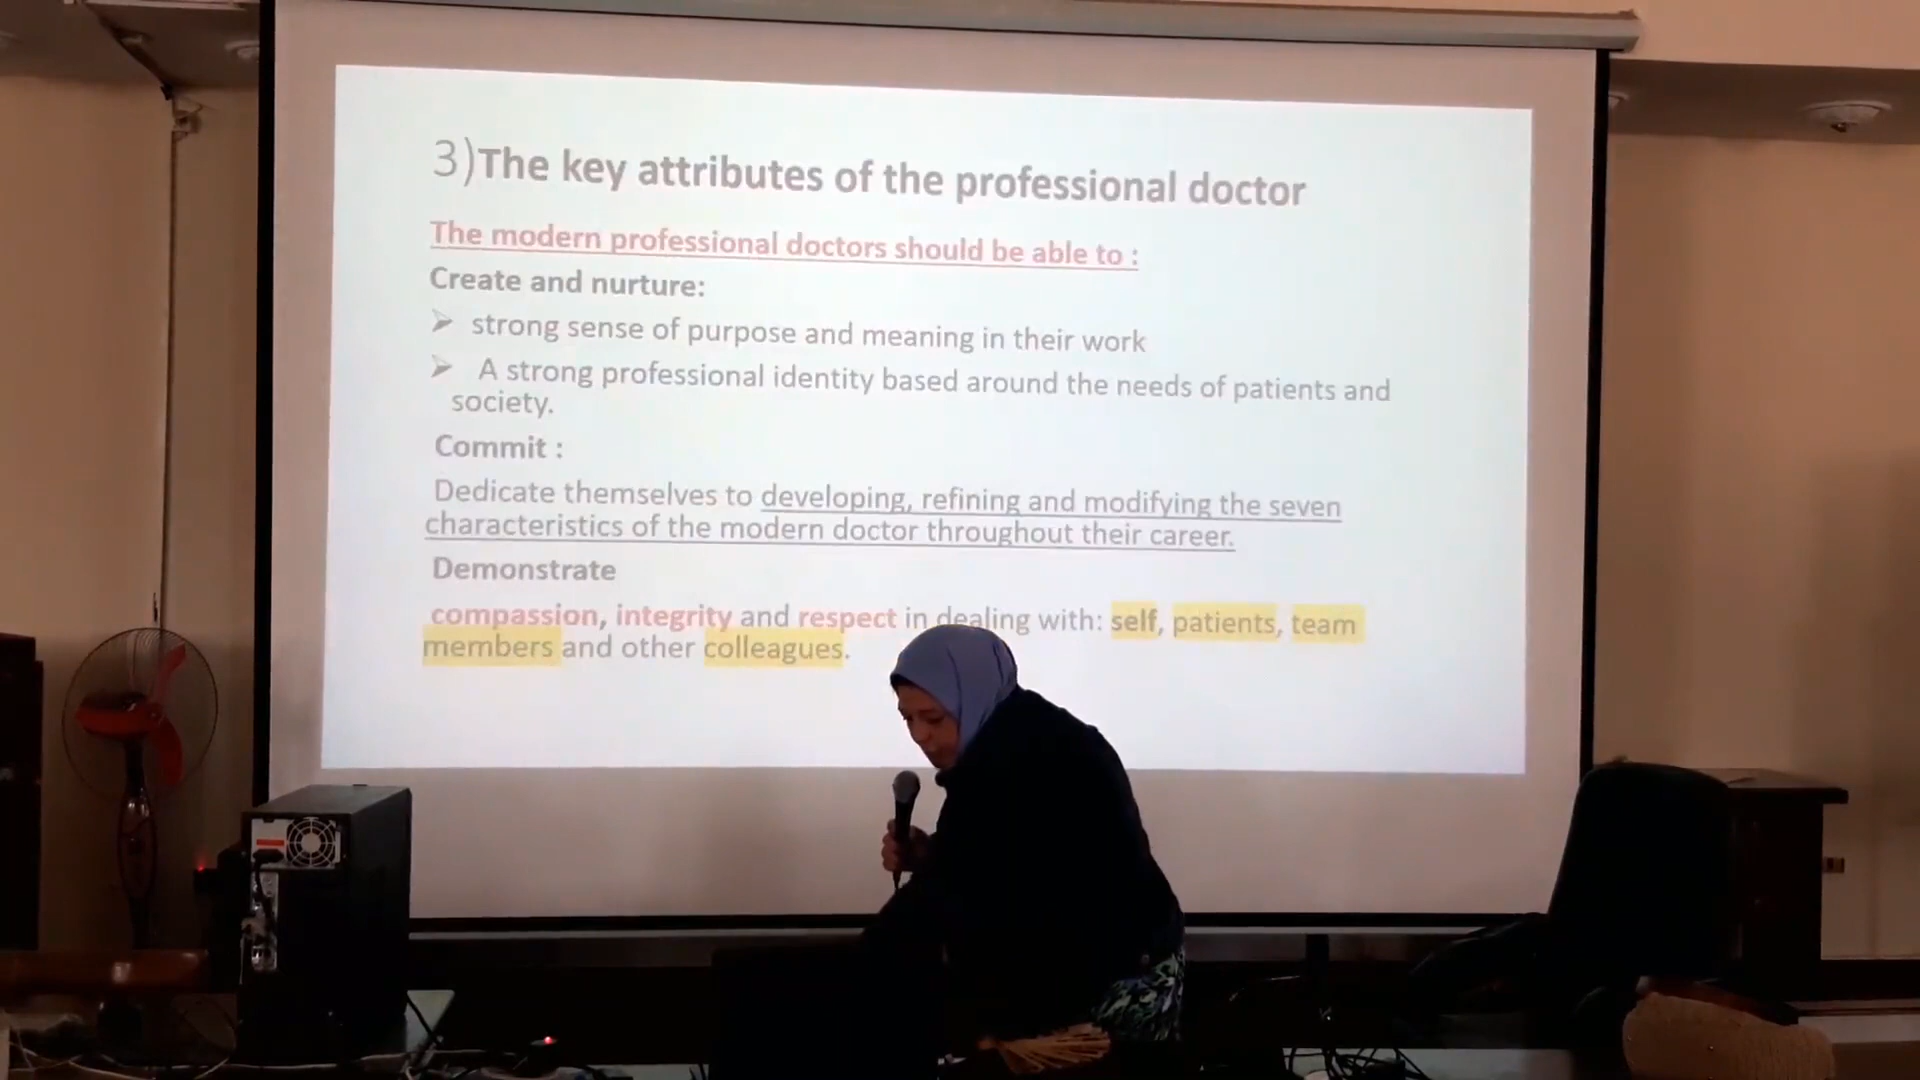 3)The key attributes of the professional doctor
The modern professional doctors should be able to :
Create and nurture:
strong sense of purpose and meaning in their work
A strong professional identity based around the needs of patients and
society.
Commit :
Dedicate themselves to developing, refining and modifying the seven
characteristics of the modern doctor throughout their career.
Demonstrate
compassion, integrity and respect in dealing with: self, patients, team
members and other colleagues.